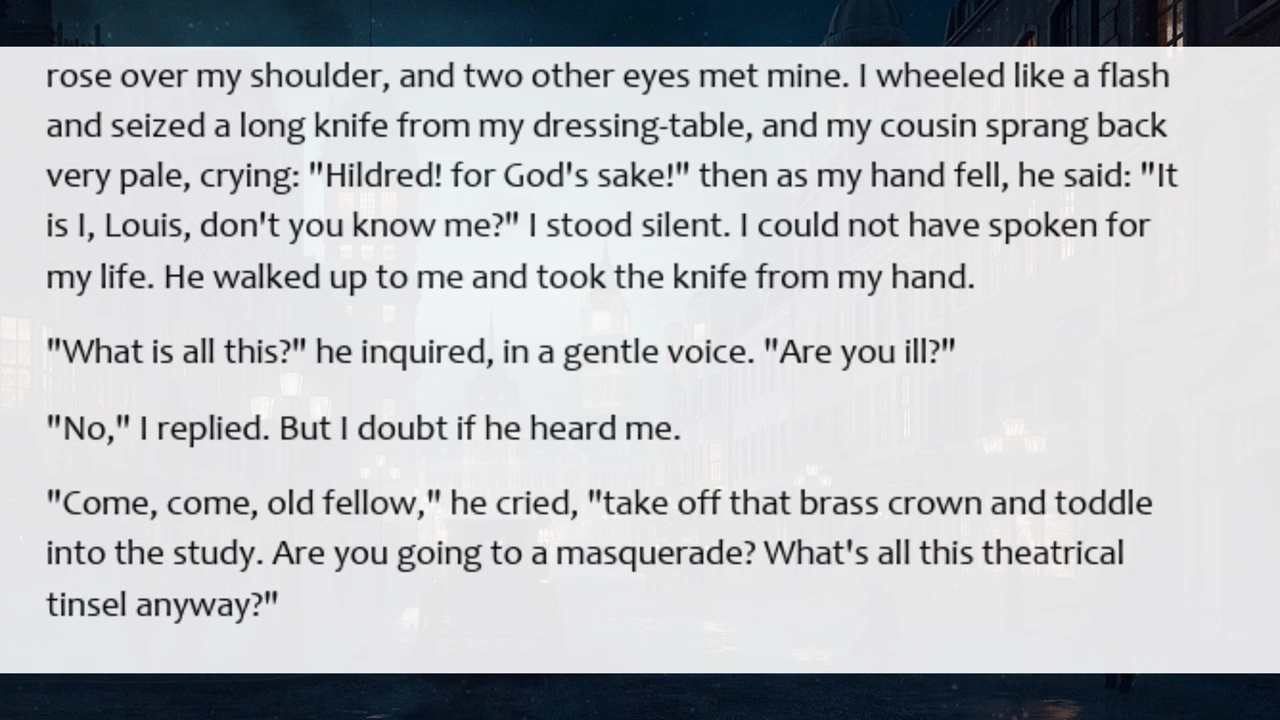 rose over my shoulder, and two other eyes met mine. I wheeled like a flash
and seized a long knife from my dressing-table, and my cousin sprang back
very pale, crying: "Hildred! for God's sake!" then as my hand fell, he said: "It
is I, Louis, don't you know me?" I stood silent. I could not have spoken for
my life. He walked up to me and took the knife from my hand.
"What is all this?" he inquired, in a gentle voice. "Are you ill?"
"No," I replied. But I doubt if he heard me.
"Come, come, old fellow," he cried, "take off that brass crown and toddle
into the study. Are you going to a masquerade? What's all this theatrical
tinsel anyway?"